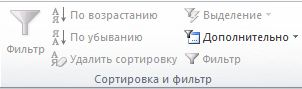 Фильтр
По возрастанию
По убыванию
Удалить сортировку
Выделение
Дополнительно
Фильтр
Сортировка и фильтр